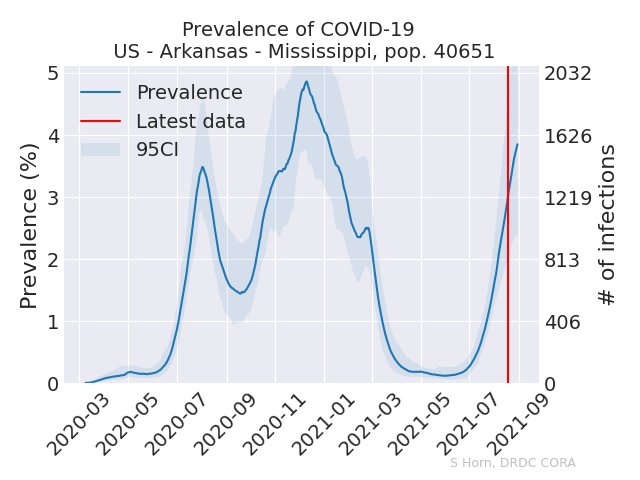 Prevalence of COVID-19
US - Arkansas - Mississippi, pop. 40651
Prevalence (%)
5
4
3
2
1
0
Prevalence
Latest data
95CI
2032
1626
1219
813
406
0
# of infections
2020-03
2020-05
2020-07
2020-09
2020-11
2021-01
2021-03
2021-05
2021-07
2021-09
S Horn, DRDC CORA